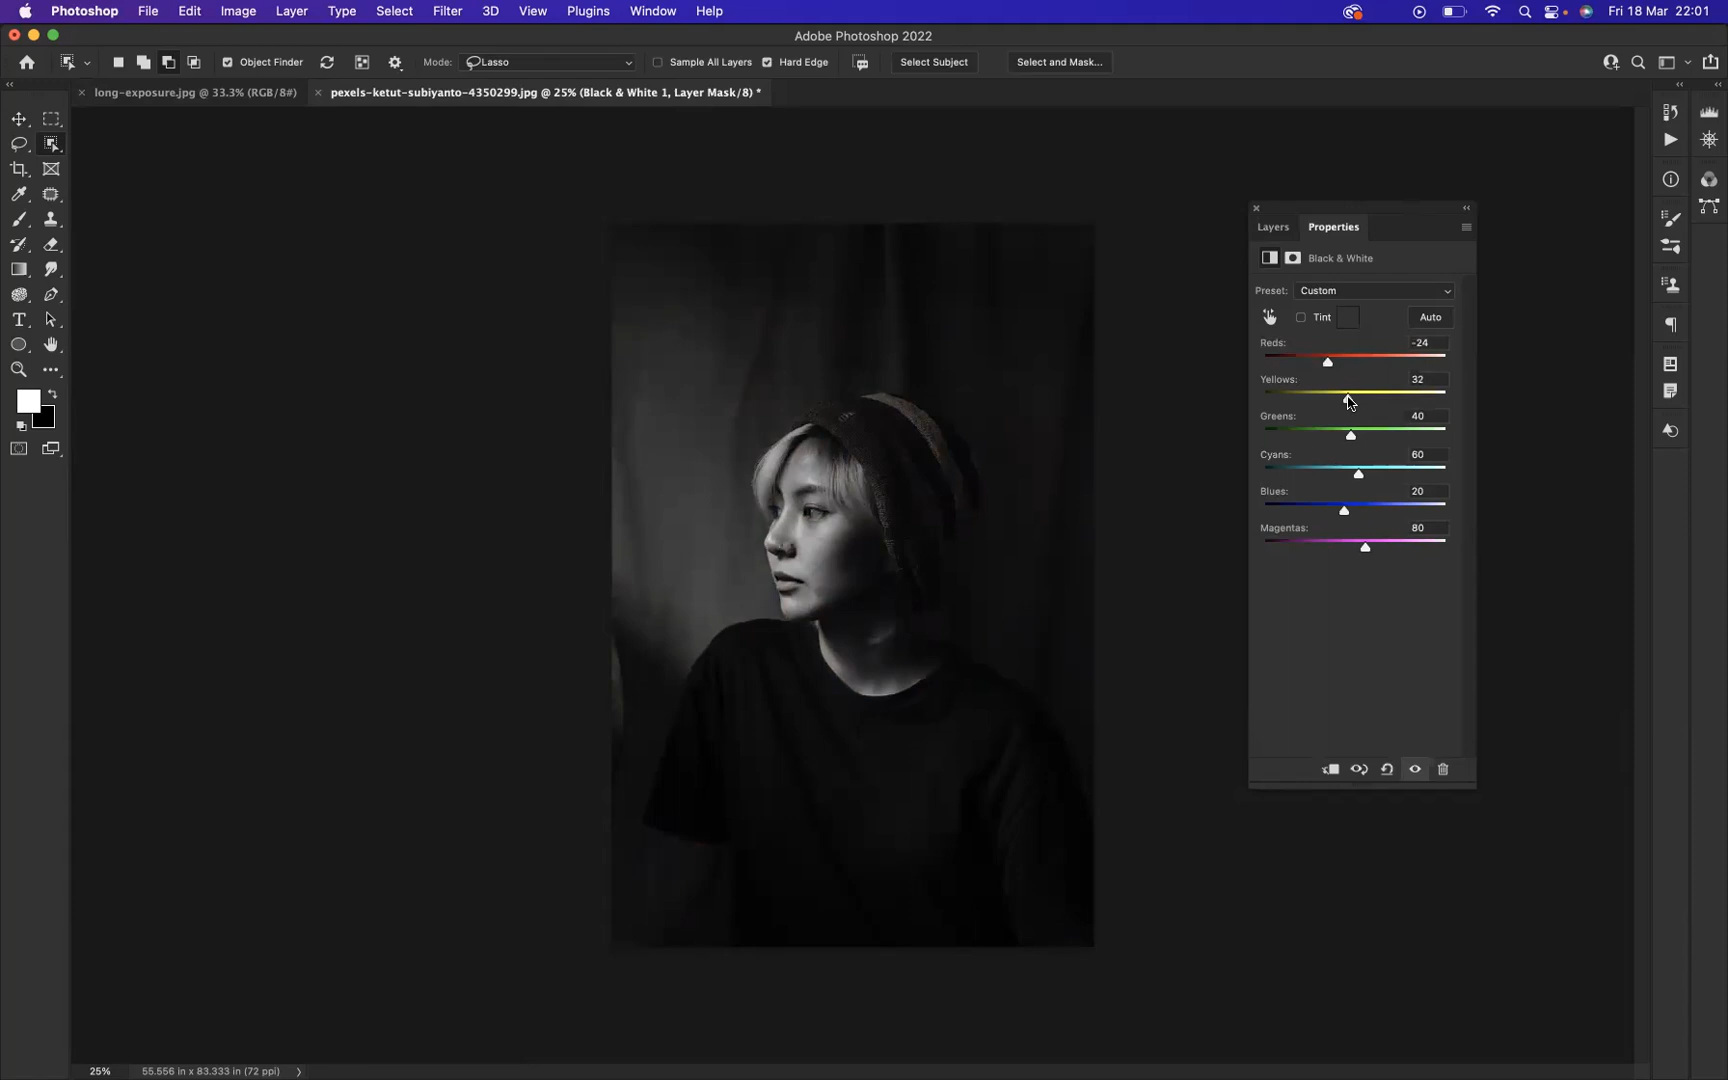 Photoshop File Edit Image Layer Type Select Filter 3D View Plugins Window Help Fri 18 Mar 22:01
Adobe Photoshop 2022
Object Finder Mode: Lasso Sample All Layers Hard Edge Select Subject Select and Mask...
long-exposure.jpg @ 33.3% (RGB/8#) pexels-ketut-subiyanto-4350299.jpg @ 25% (Black & White 1, Layer Mask/8) *
Layers Properties
Black & White
Preset: Custom
Tint Auto
Reds: -24
Yellows: 32
Greens: 40
Cyans: 60
Blues: 20
Magentas: 80
25% 55.556 in x 83.333 in (72 ppi)